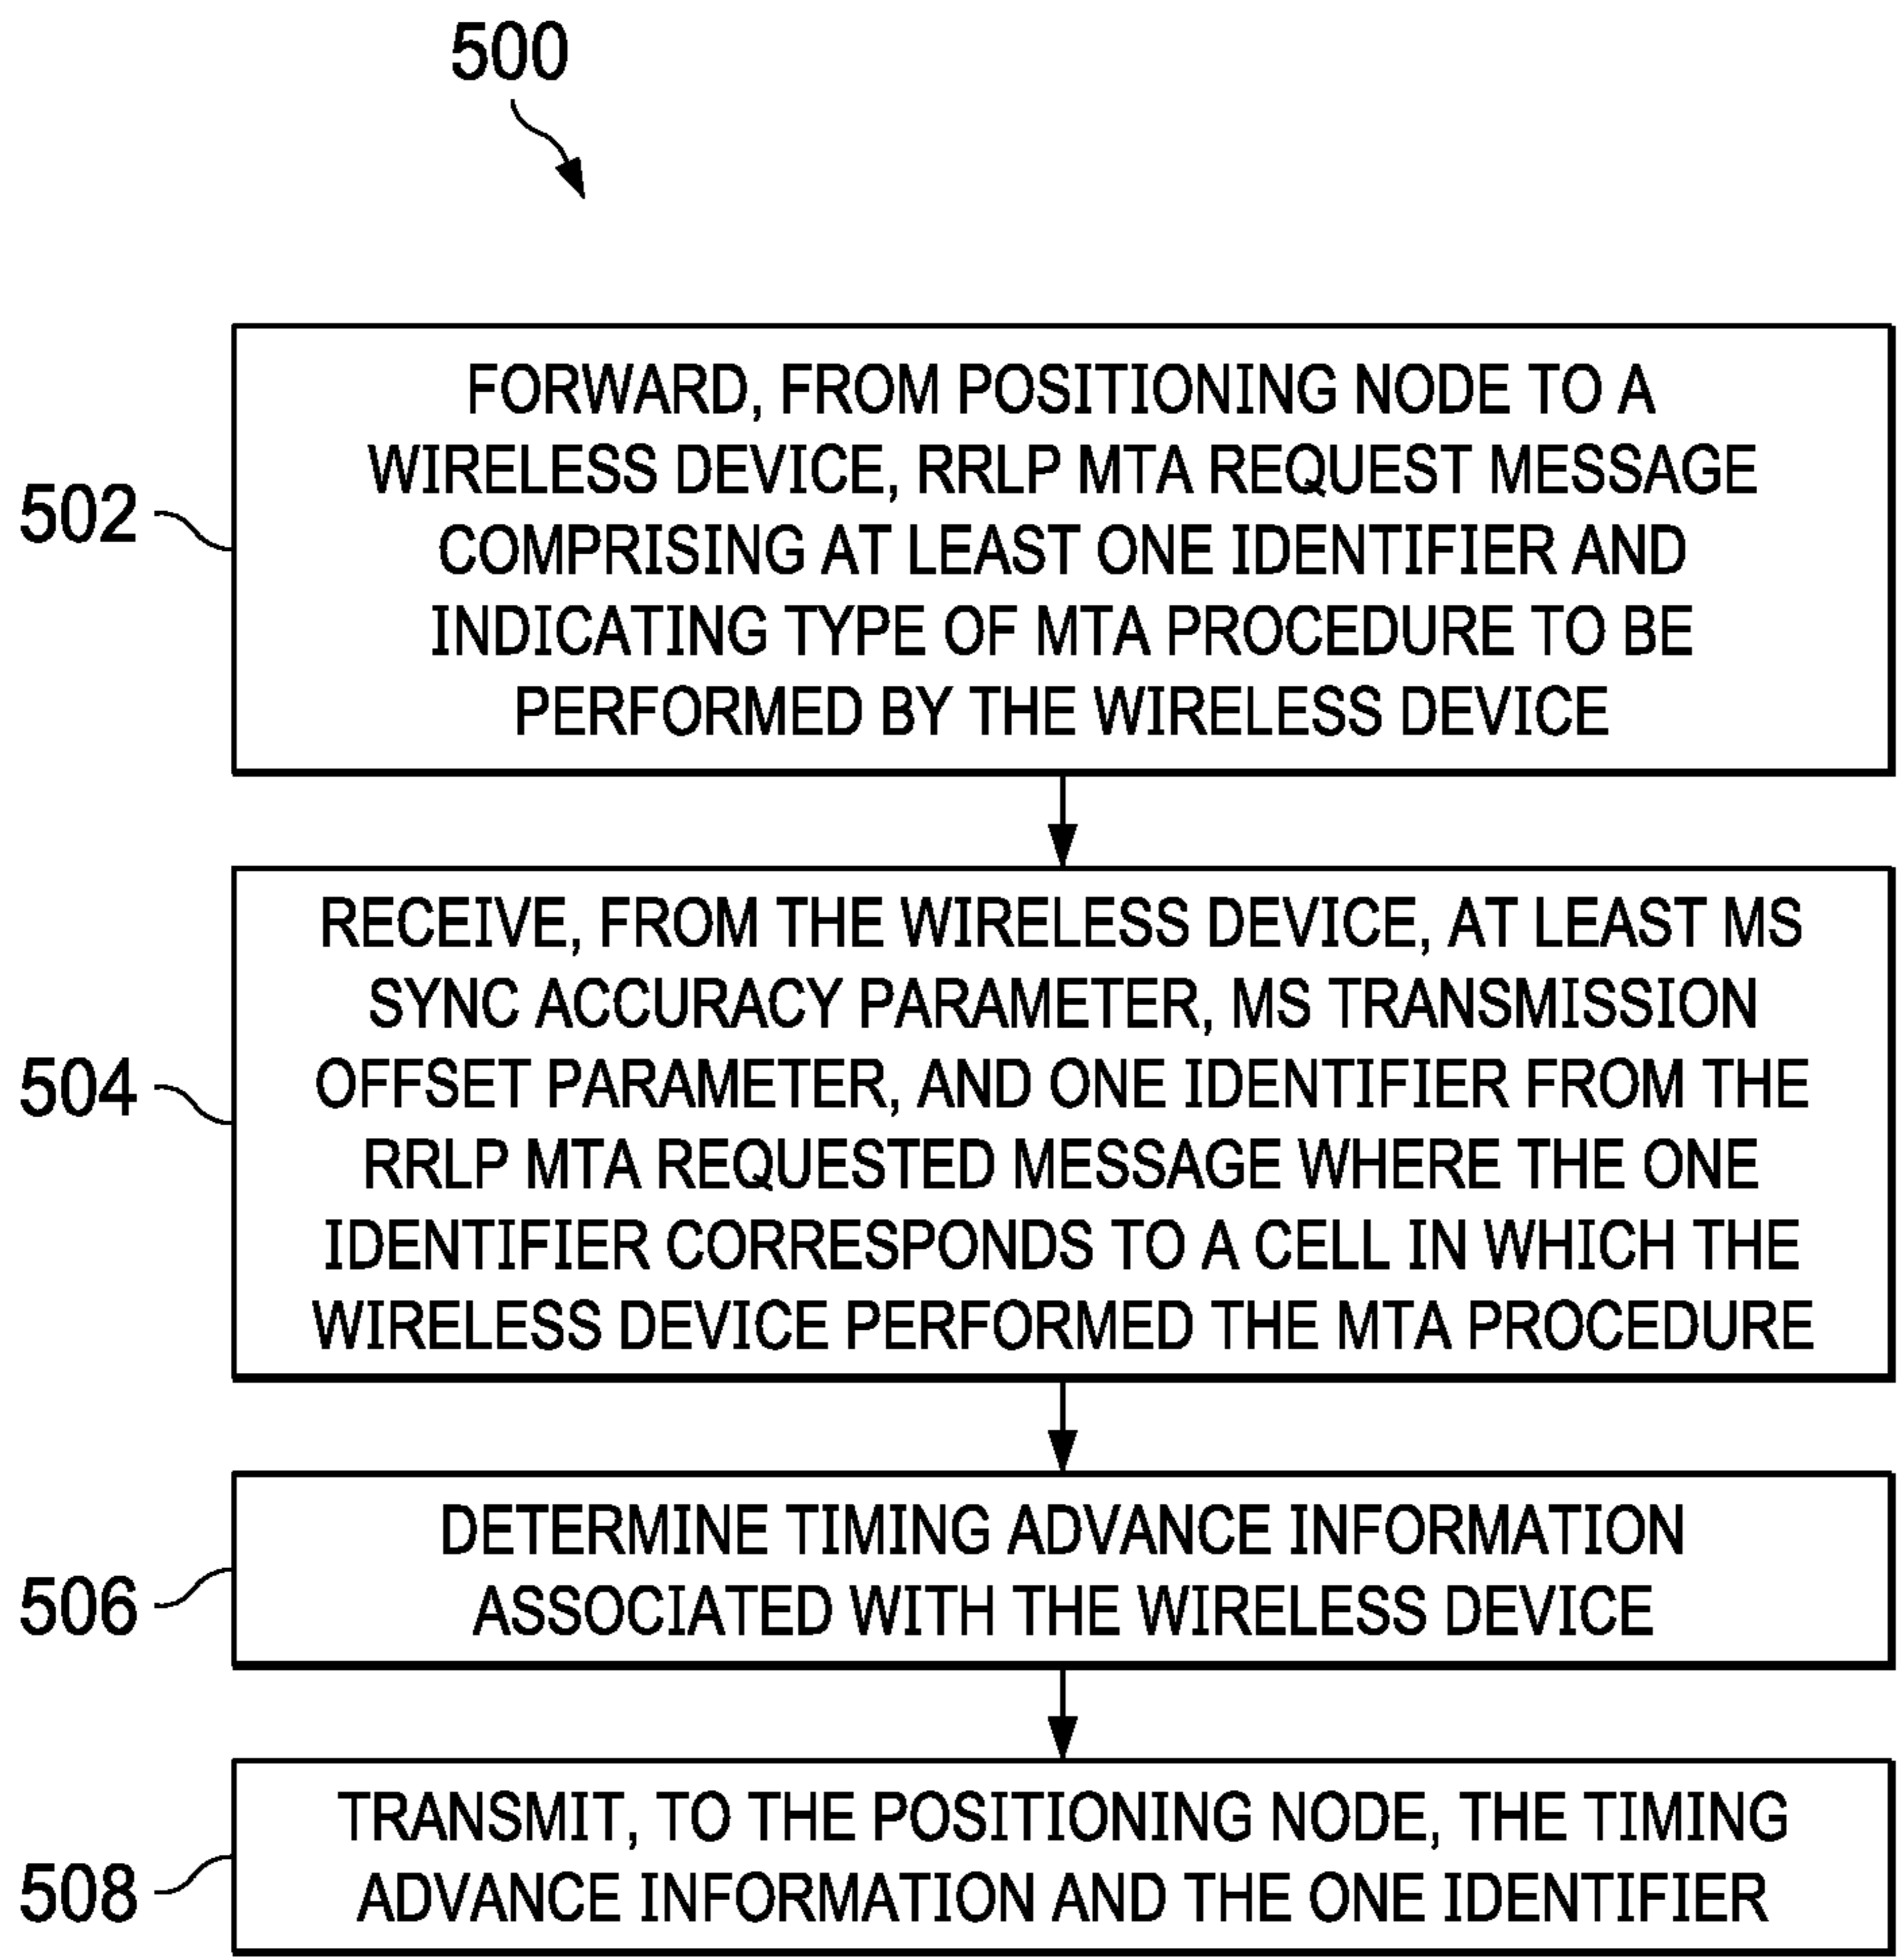 500
502
FORWARD, FROM POSITIONING NODE TO A
WIRELESS DEVICE, RRLP MTA REQUEST MESSAGE
COMPRISING AT LEAST ONE IDENTIFIER AND
INDICATING TYPE OF MTA PROCEDURE TO BE
PERFORMED BY THE WIRELESS DEVICE
504
RECEIVE, FROM THE WIRELESS DEVICE, AT LEAST MS
SYNC ACCURACY PARAMETER, MS TRANSMISSION
OFFSET PARAMETER, AND ONE IDENTIFIER FROM THE
RRLP MTA REQUESTED MESSAGE WHERE THE ONE
IDENTIFIER CORRESPONDS TO A CELL IN WHICH THE
WIRELESS DEVICE PERFORMED THE MTA PROCEDURE
506
DETERMINE TIMING ADVANCE INFORMATION
ASSOCIATED WITH THE WIRELESS DEVICE
508
TRANSMIT, TO THE POSITIONING NODE, THE TIMING
ADVANCE INFORMATION AND THE ONE IDENTIFIER